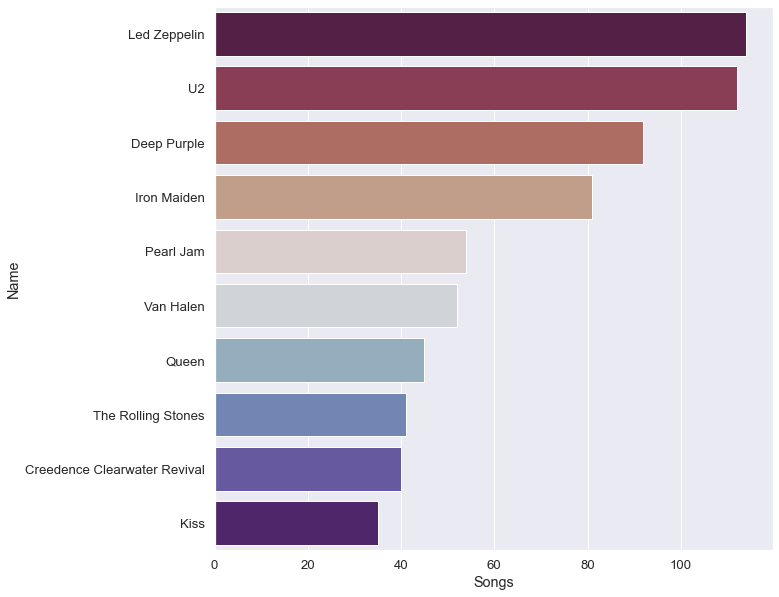 Led Zeppelin
U2
Deep Purple
Iron Maiden
Pearl Jam
Van Halen
Queen
The Rolling Stones
Creedence Clearwater Revival
Kiss
Name
0 20 40 60 80 100
Songs